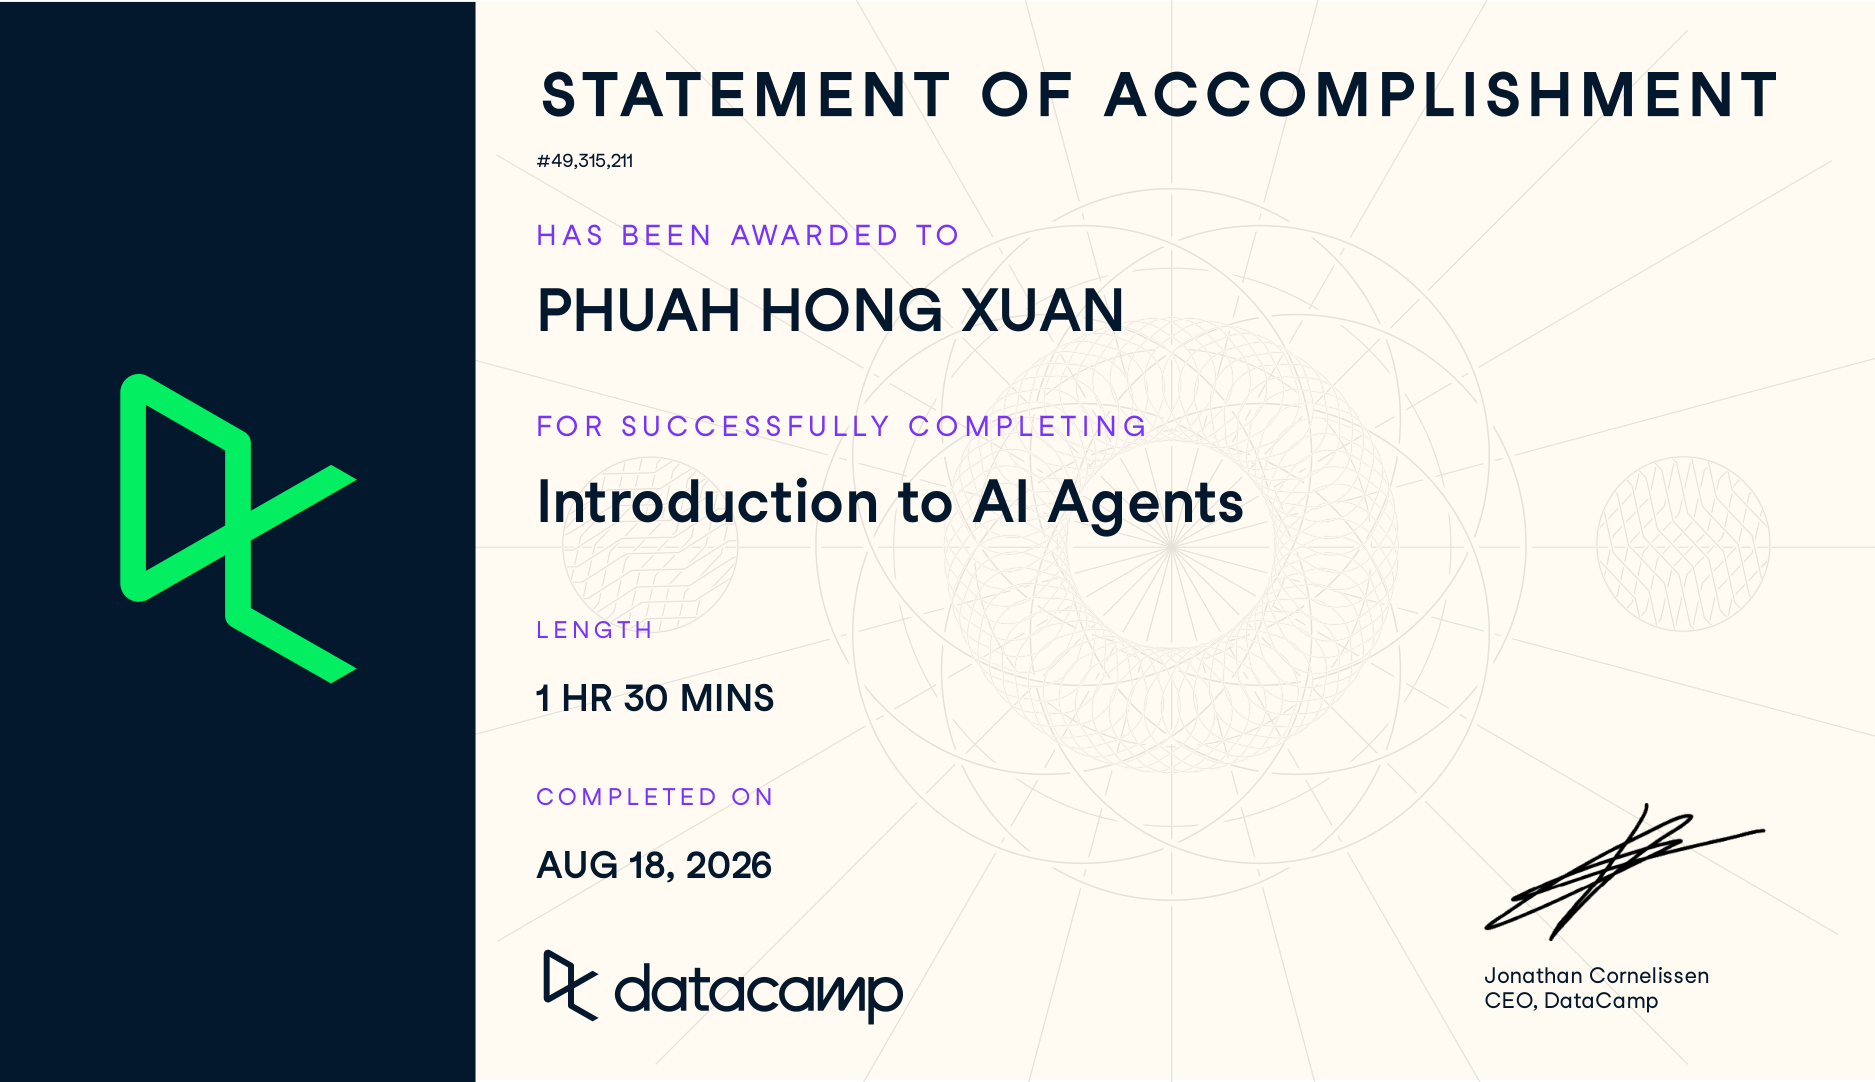 STATEMENT OF ACCOMPLISHMENT
#49,315,211
HAS BEEN AWARDED TO
PHUAH HONG XUAN
FOR SUCCESSFULLY COMPLETING
Introduction to AI Agents
LENGTH
1 HR 30 MINS
COMPLETED ON
AUG 18, 2026
datacamp
Jonathan Cornelissen
CEO, DataCamp